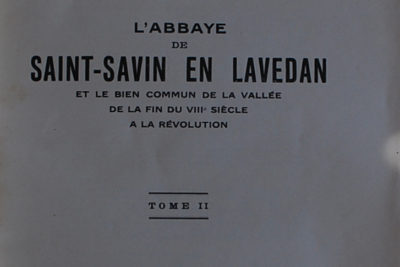 L'ABBAYE
DE
SAINT-SAVIN EN LAVEDAN
ET LE BIEN COMMUN DE LA VALLÉE
DE LA FIN DU VIIIᵉ SIÈCLE
A LA RÉVOLUTION
TOME II